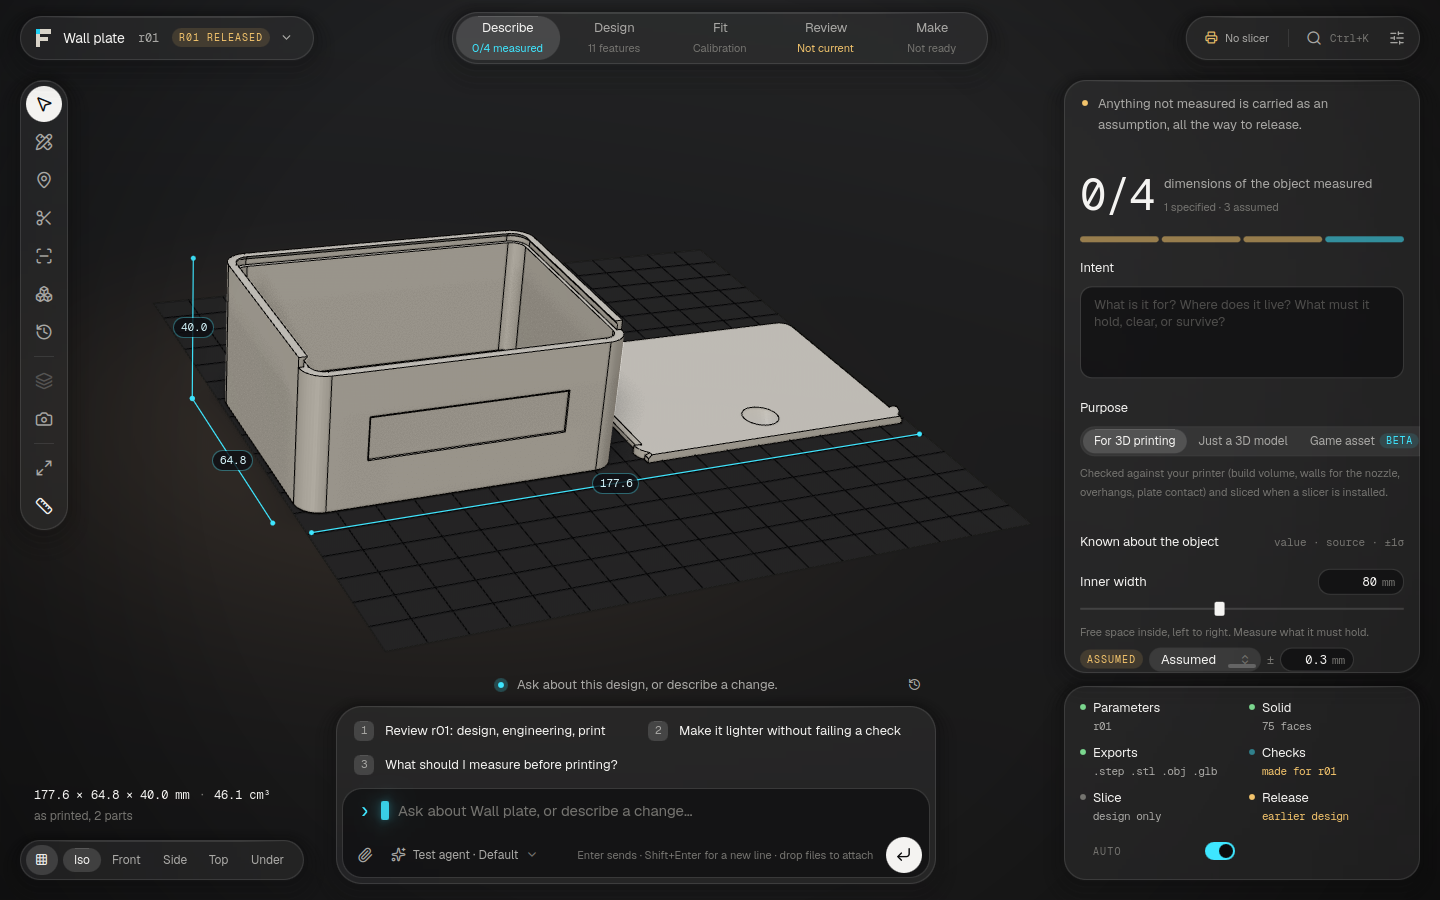 Wall plate r01 R01 RELEASED
Describe
0/4 measured
Design
11 features
Fit
Calibration
Review
Not current
Make
Not ready
No slicer
Ctrl+K
Anything not measured is carried as an
assumption, all the way to release.
0/4
dimensions of the object measured
1 specified · 3 assumed
Intent
What is it for? Where does it live? What must it
hold, clear, or survive?
Purpose
For 3D printing Just a 3D model Game asset BETA
Checked against your printer (build volume, walls for the nozzle,
overhangs, plate contact) and sliced when a slicer is installed.
Known about the object value · source · ±1σ
Inner width 80 mm
Free space inside, left to right. Measure what it must hold.
ASSUMED Assumed ± 0.3 mm
40.0
64.8
177.6
Ask about this design, or describe a change.
1 Review r01: design, engineering, print
2 Make it lighter without failing a check
3 What should I measure before printing?
Ask about Wall plate, or describe a change...
Test agent · Default
Enter sends · Shift+Enter for a new line · drop files to attach
177.6 × 64.8 × 40.0 mm · 46.1 cm³
as printed, 2 parts
Iso Front Side Top Under
Parameters
r01
Solid
75 faces
Exports
.step .stl .obj .glb
Checks
made for r01
Slice
design only
Release
earlier design
AUTO